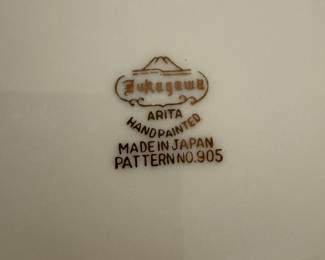 Fukagawa
ARITA
HANDPAINTED
MADE IN JAPAN
PATTERN NO.905